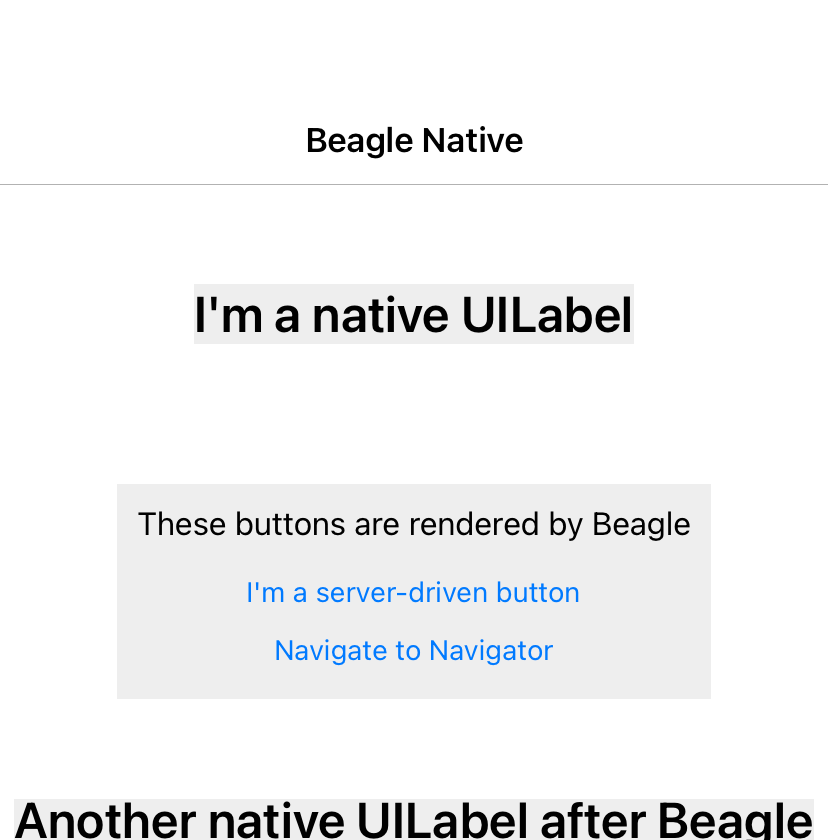 Beagle Native
I'm a native UILabel
These buttons are rendered by Beagle
I'm a server-driven button
Navigate to Navigator
Another native UILabel after Beagle